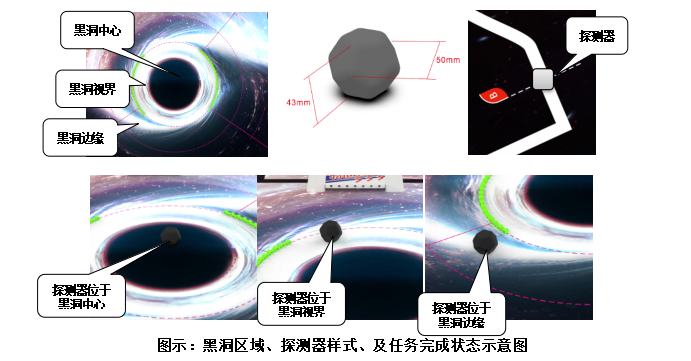 黑洞中心
黑洞视界
黑洞边缘
50mm
43mm
探测器
B
探测器位于
黑洞中心
探测器位于
黑洞视界
探测器位于
黑洞边缘
图示：黑洞区域、探测器样式、及任务完成状态示意图